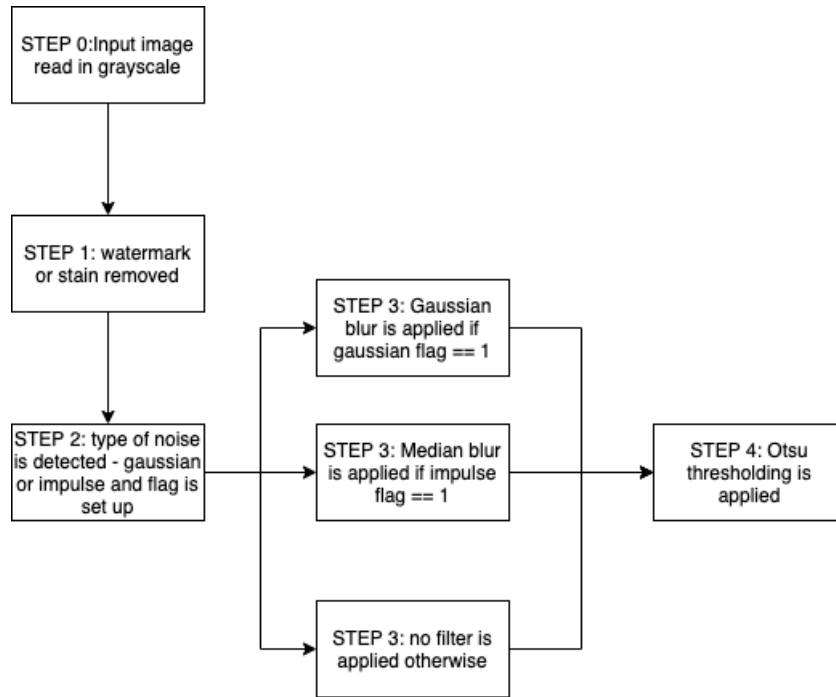 STEP 0:Input image
read in grayscale
STEP 1: watermark
or stain removed
STEP 2: type of noise
is detected - gaussian
or impulse and flag is
set up
STEP 3: Gaussian
blur is applied if
gaussian flag == 1
STEP 3: Median blur
is applied if impulse
flag == 1
STEP 3: no filter is
applied otherwise
STEP 4: Otsu
thresholding is
applied